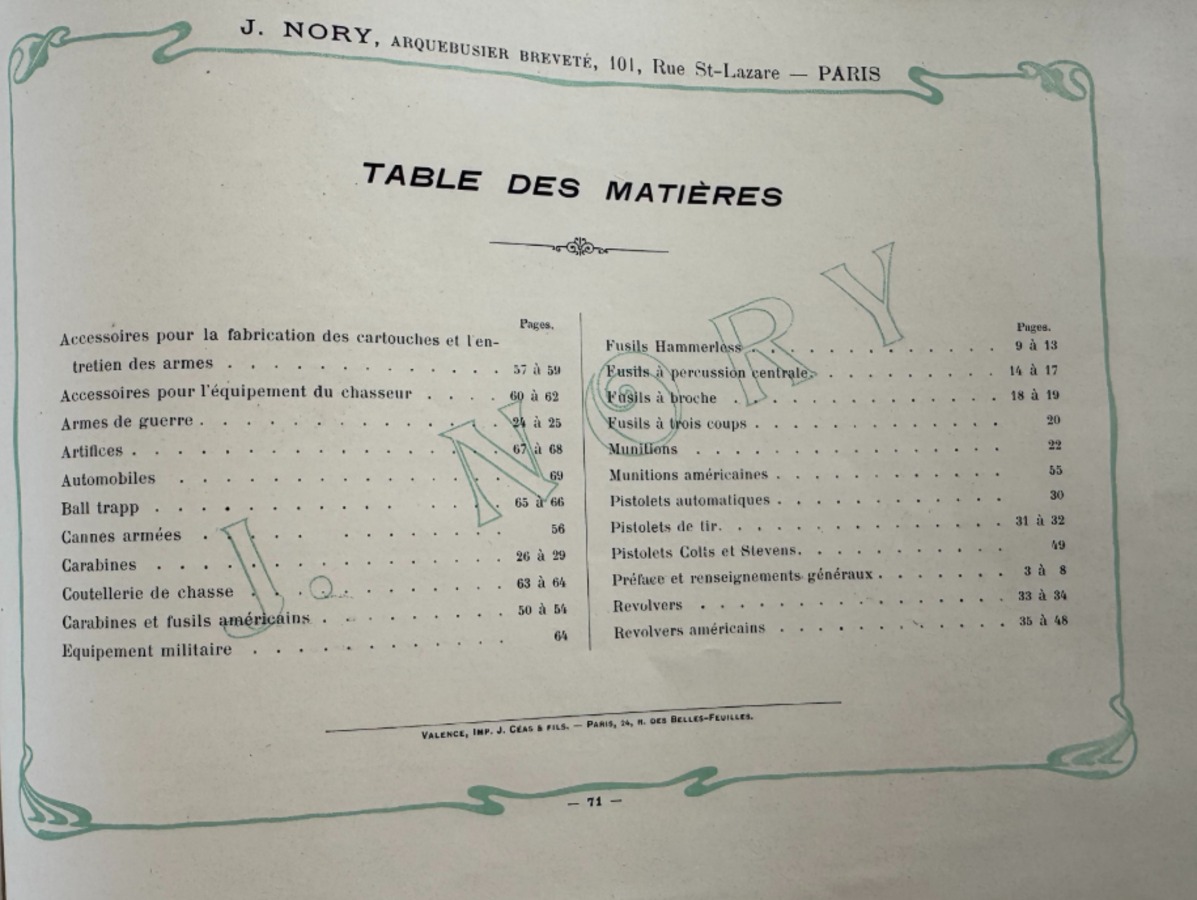 J. NORY, ARQUEBUSIER BREVETÉ, 101, Rue St-Lazare — PARIS
TABLE DES MATIÈRES
Pages.
Accessoires pour la fabrication des cartouches et l'en-
tretien des armes . . . . . . . . . . . . . 57 à 59
Accessoires pour l'équipement du chasseur . . . . 60 à 62
Armes de guerre . . . . . . . . . . . . . . 24 à 25
Artifices . . . . . . . . . . . . . . . . . 67 à 68
Automobiles . . . . . . . . . . . . . . . 69
Ball trapp . . . . . . . . . . . . . . . . 65 à 66
Cannes armées . . . . . . . . . . . . . 56
Carabines . . . . . . . . . . . . . . . . 26 à 29
Coutellerie de chasse . . . . . . . . . . . . 63 à 64
Carabines et fusils américains . . . . . . . . . 50 à 54
Equipement militaire . . . . . . . . . . . . 64
Pages.
Fusils Hammerless . . . . . . . . . . . . 9 à 13
Fusils à percussion centrale. . . . . . . . . . 14 à 17
Fusils à broche . . . . . . . . . . . . . 18 à 19
Fusils à trois coups . . . . . . . . . . . . 20
Munitions . . . . . . . . . . . . . . 22
Munitions américaines . . . . . . . . . . . 55
Pistolets automatiques . . . . . . . . . . . 30
Pistolets de tir. . . . . . . . . . . . . . 31 à 32
Pistolets Colts et Stevens. . . . . . . . . . 49
Préface et renseignements généraux . . . . . . . 3 à 8
Revolvers . . . . . . . . . . . . . . 33 à 34
Revolvers américains . . . . . . . . . . . 35 à 48
J. NORY
VALENCE, IMP. J. CÉAS & FILS. — PARIS, 24, R. DES BELLES-FEUILLES.
— 71 —